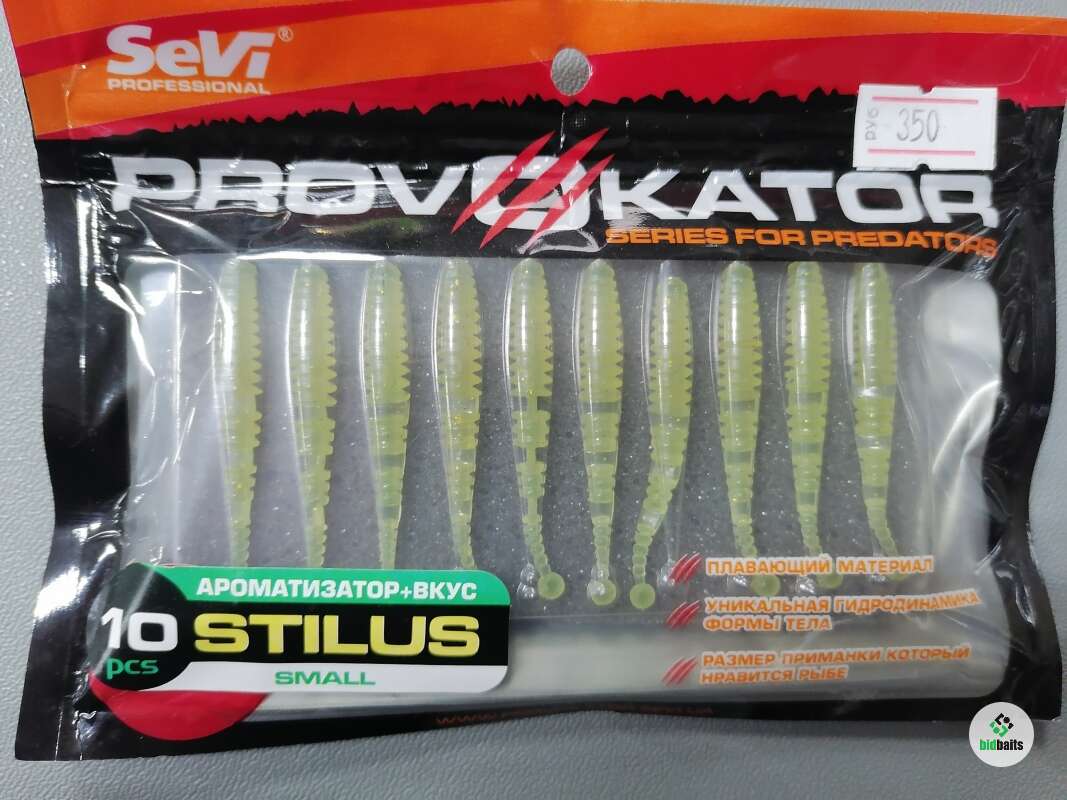 SeVi®
PROFESSIONAL
руб 350
PROVOKATOR
SERIES FOR PREDATORS
АРОМАТИЗАТОР+ВКУС
10 STILUS
pcs
SMALL
ПЛАВАЮЩИЙ МАТЕРИАЛ
УНИКАЛЬНАЯ ГИДРОДИНАМИКА
ФОРМЫ ТЕЛА
РАЗМЕР ПРИМАНКИ КОТОРЫЙ
НРАВИТСЯ РЫБЕ
bidbaits